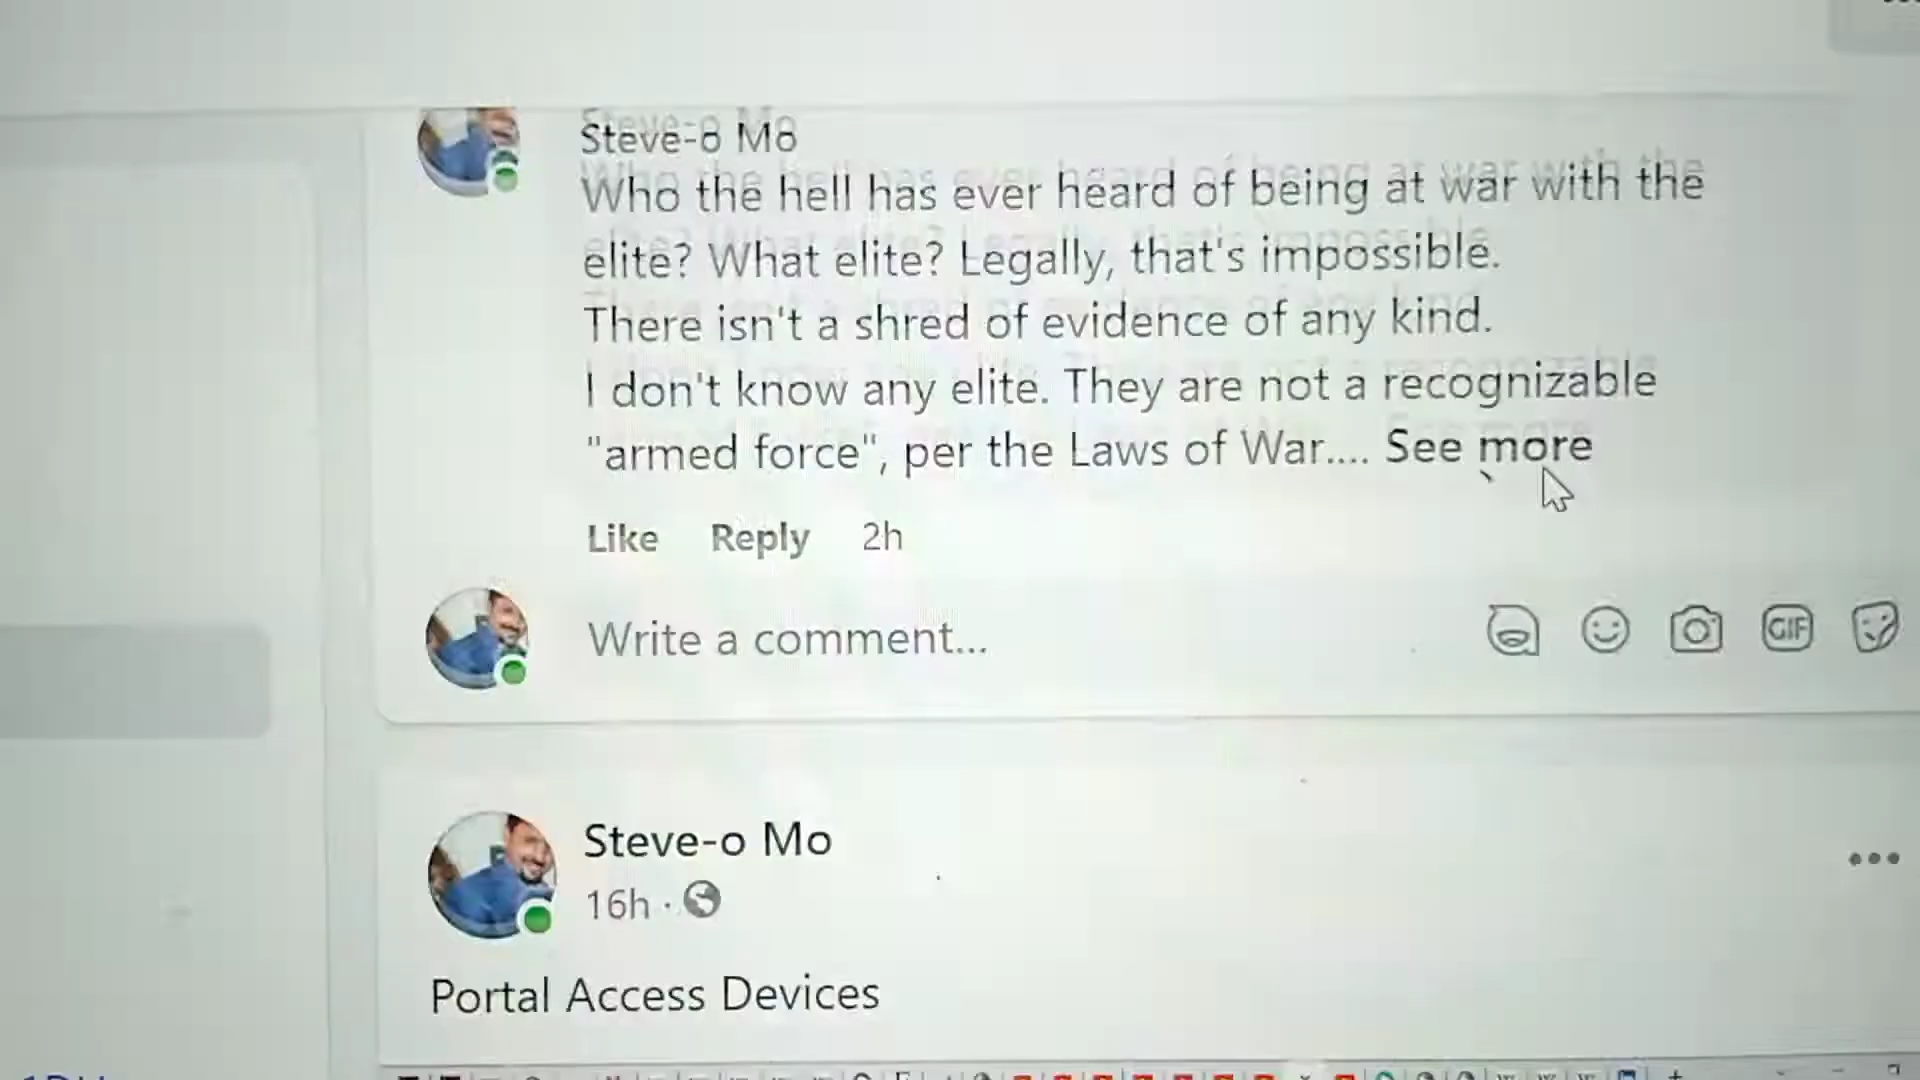 Steve-o Mo
Who the hell has ever heard of being at war with the
elite? What elite? Legally, that's impossible.
There isn't a shred of evidence of any kind.
I don't know any elite. They are not a recognizable
"armed force", per the Laws of War.... See more
Like Reply 2h
Write a comment...
GIF
Steve-o Mo
16h ·
Portal Access Devices